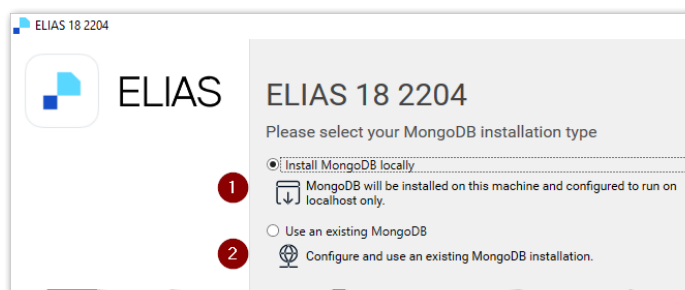 ELIAS 18 2204
ELIAS
ELIAS 18 2204
Please select your MongoDB installation type
Install MongoDB locally
1
MongoDB will be installed on this machine and configured to run on
localhost only.
Use an existing MongoDB
2
Configure and use an existing MongoDB installation.